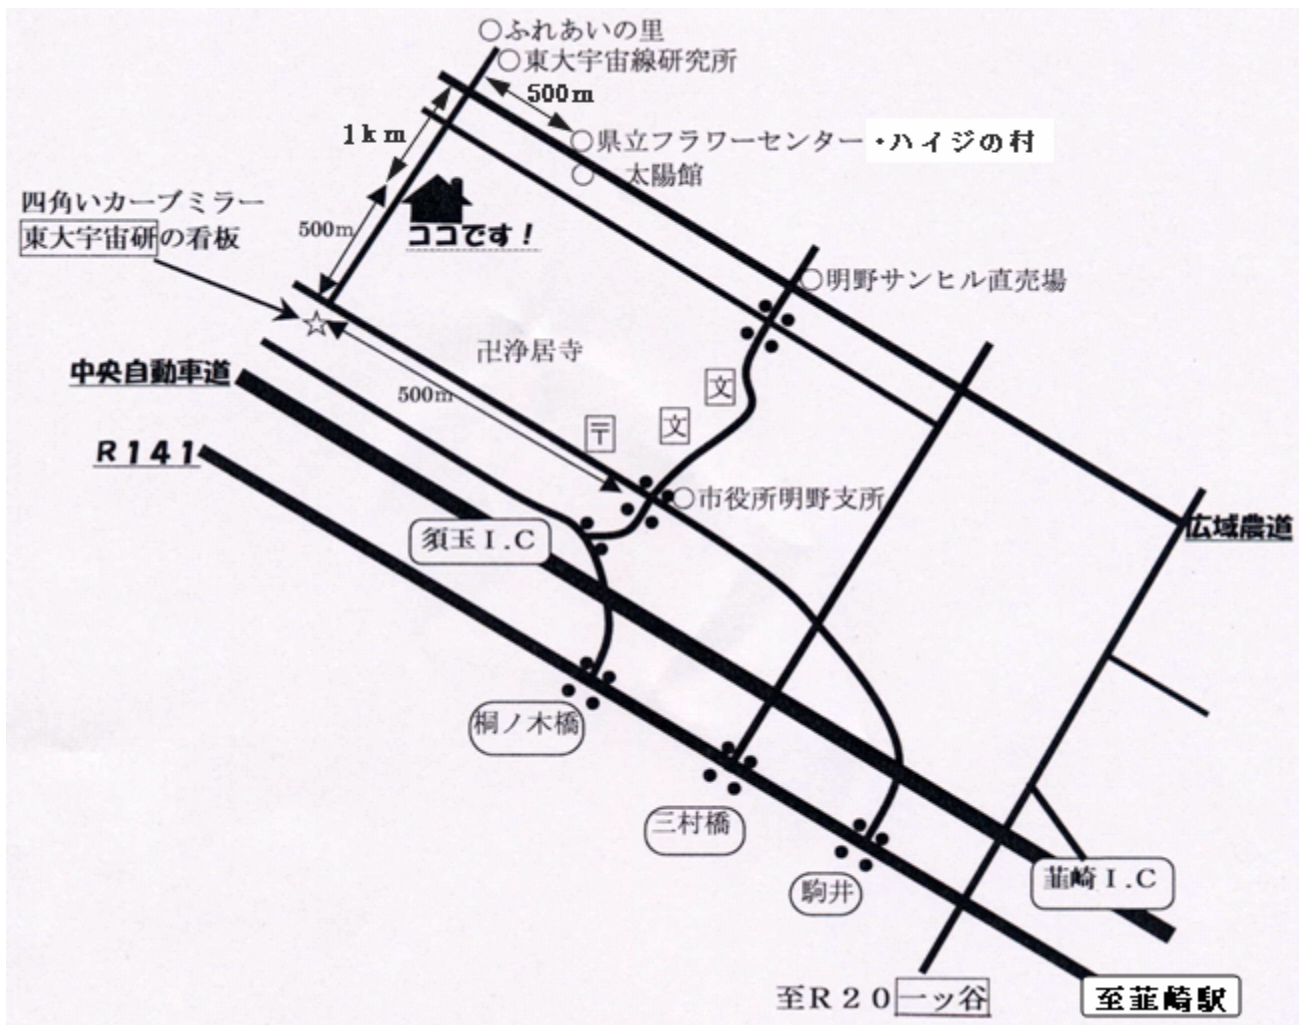 ○ふれあいの里
○東大宇宙線研究所
500m
1km
○県立フラワーセンター・ハイジの村
○ 太陽館
四角いカーブミラー
東大宇宙研の看板
500m
ココです！
○明野サンヒル直売場
☆
卍浄居寺
中央自動車道
500m
文
文
〒
R141
○市役所明野支所
広域農道
須玉I.C
桐ノ木橋
三村橋
駒井
韮崎I.C
至R20一ッ谷
至韮崎駅